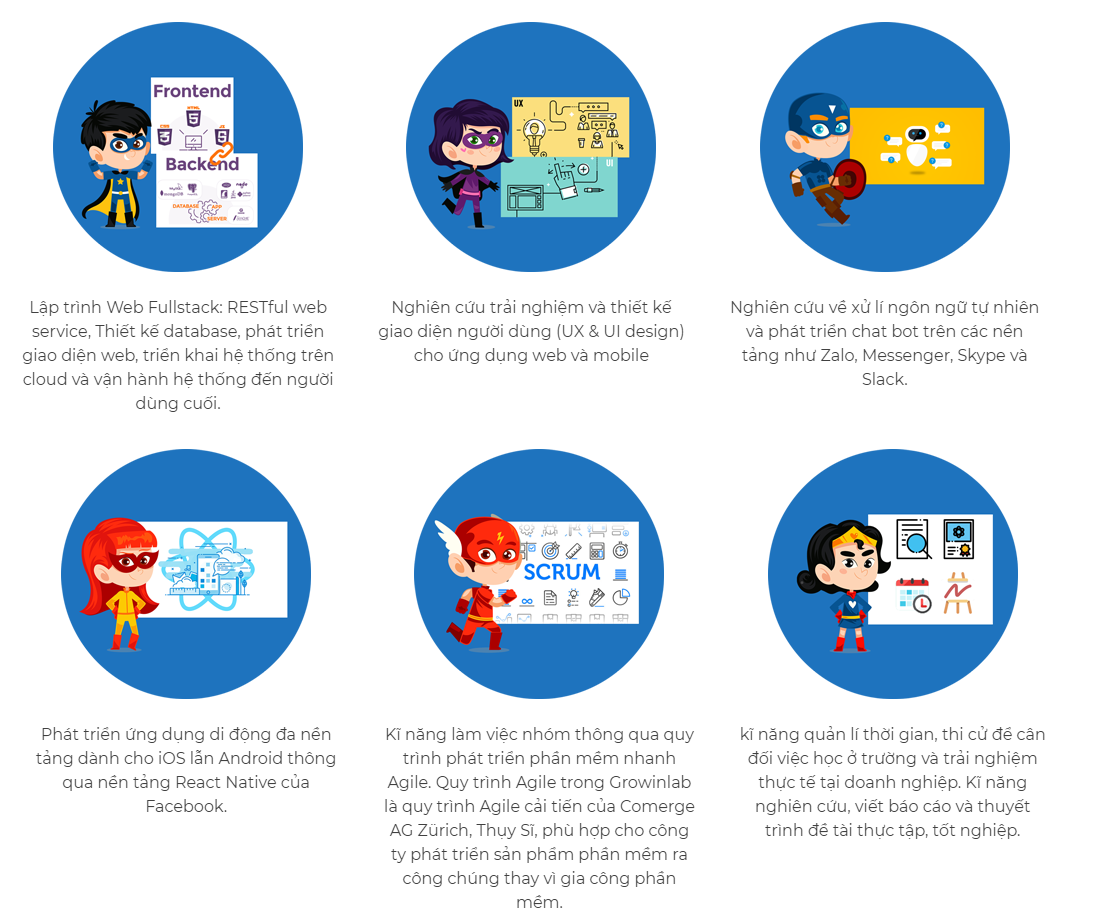 Frontend
HTML
CSS
JS
Backend
mongoDB
DATABASE
APP
SERVER
UX
UI
Lập trình Web Fullstack: RESTful web
service, Thiết kế database, phát triển
giao diện web, triển khai hệ thống trên
cloud và vận hành hệ thống đến người
dùng cuối.
Nghiên cứu trải nghiệm và thiết kế
giao diện người dùng (UX & UI design)
cho ứng dụng web và mobile
Nghiên cứu về xử lí ngôn ngữ tự nhiên
và phát triển chat bot trên các nền
tảng như Zalo, Messenger, Skype và
Slack.
SCRUM
Phát triển ứng dụng di động đa nền
tảng dành cho iOS lẫn Android thông
qua nền tảng React Native của
Facebook.
Kĩ năng làm việc nhóm thông qua quy
trình phát triển phần mềm nhanh
Agile. Quy trình Agile trong Growinlab
là quy trình Agile cải tiến của Comerge
AG Zürich, Thụy Sĩ, phù hợp cho công
ty phát triển sản phẩm phần mềm ra
công chúng thay vì gia công phần
mềm.
kĩ năng quản lí thời gian, thi cử để cân
đối việc học ở trường và trải nghiệm
thực tế tại doanh nghiệp. Kĩ năng
nghiên cứu, viết báo cáo và thuyết
trình đề tài thực tập, tốt nghiệp.